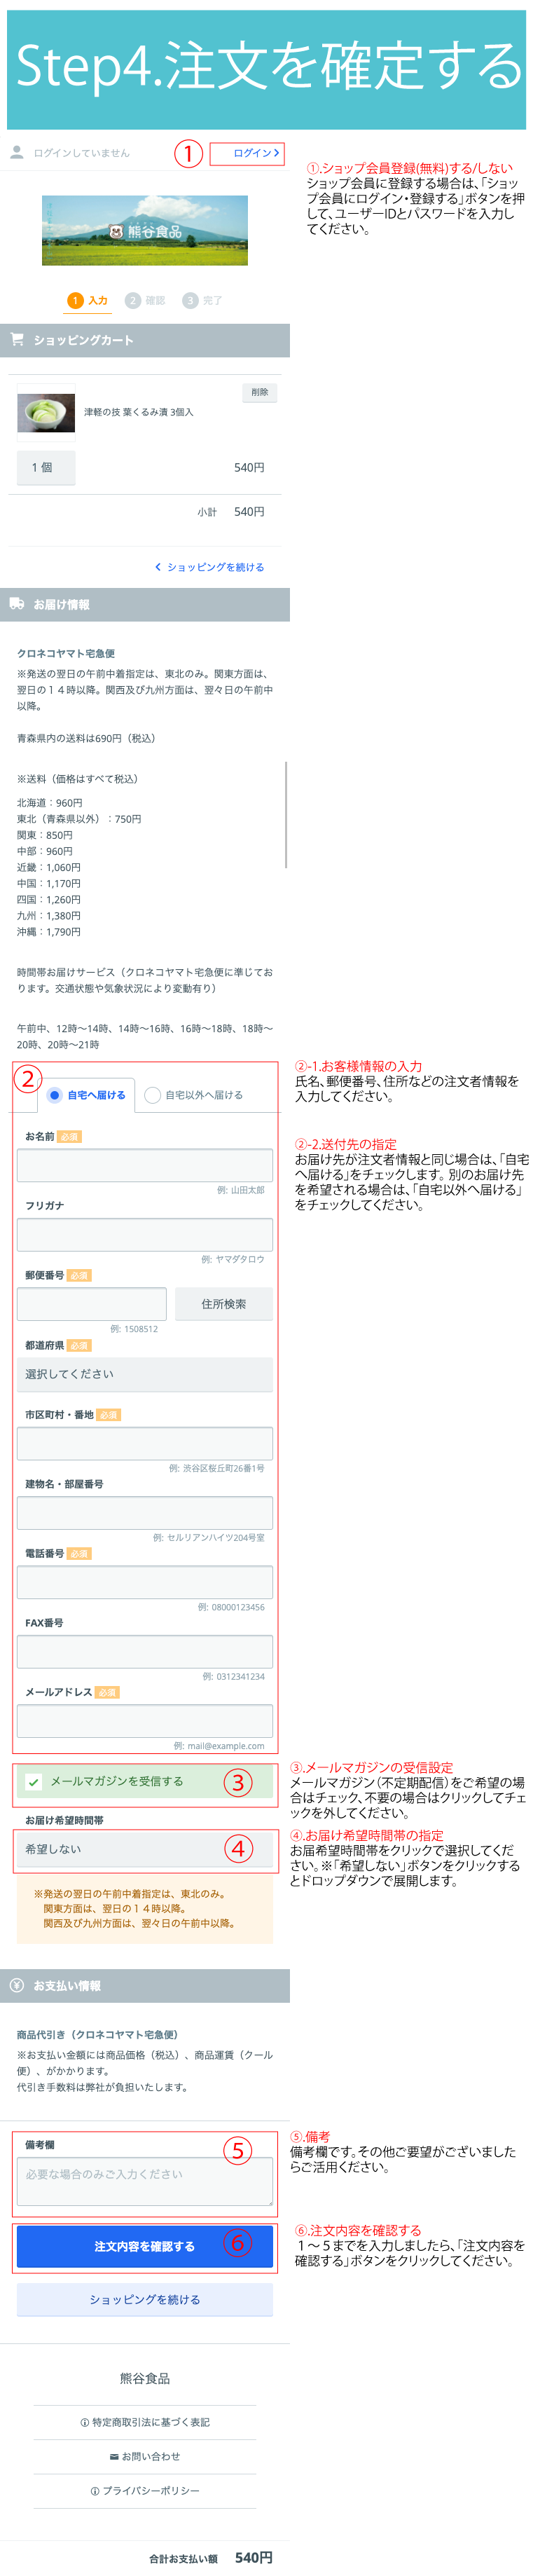 Step4.注文を確定する
ログインしていません
①
ログイン
①.ショップ会員登録(無料)する/しない
ショップ会員に登録する場合は、「ショッ
プ会員にログイン・登録する」ボタンを押
して、ユーザーIDとパスワードを入力し
てください。
熊谷食品
1 入力
2 確認
3 完了
ショッピングカート
削除
津軽の技 葉くるみ漬 3個入
1 個
540円
小計 540円
ショッピングを続ける
お届け情報
クロネコヤマト宅急便
※発送の翌日の午前中着指定は、東北のみ。関東方面は、
翌日の１４時以降。関西及び九州方面は、翌々日の午前中
以降。
青森県内の送料は690円（税込）
※送料（価格はすべて税込）
北海道：960円
東北（青森県以外）：750円
関東：850円
中部：960円
近畿：1,060円
中国：1,170円
四国：1,260円
九州：1,380円
沖縄：1,790円
時間帯お届けサービス（クロネコヤマト宅急便に準じてお
ります。交通状態や気象状況により変動有り）
午前中、12時〜14時、14時〜16時、16時〜18時、18時〜
20時、20時〜21時
②
自宅へ届ける
自宅以外へ届ける
②-1.お客様情報の入力
氏名、郵便番号、住所などの注文者情報を
入力してください。
②-2.送付先の指定
お届け先が注文者情報と同じ場合は、「自宅
へ届ける」をチェックします。別のお届け先
を希望される場合は、「自宅以外へ届ける」
をチェックしてください。
お名前 必須
例: 山田太郎
フリガナ
例: ヤマダタロウ
郵便番号 必須
住所検索
例: 1508512
都道府県 必須
選択してください
市区町村・番地 必須
例: 渋谷区桜丘町26番1号
建物名・部屋番号
例: セルリアンハイツ204号室
電話番号 必須
例: 08000123456
FAX番号
例: 0312341234
メールアドレス 必須
例: mail@example.com
メールマガジンを受信する
③
③.メールマガジンの受信設定
メールマガジン（不定期配信）をご希望の場
合はチェック、不要の場合はクリックしてチェッ
クを外してください。
お届け希望時間帯
希望しない
④
④.お届け希望時間帯の指定
お届希望時間帯をクリックで選択してくだ
さい。※「希望しない」ボタンをクリックする
とドロップダウンで展開します。
※発送の翌日の午前中着指定は、東北のみ。
関東方面は、翌日の１４時以降。
関西及び九州方面は、翌々日の午前中以降。
お支払い情報
商品代引き（クロネコヤマト宅急便）
※お支払い金額には商品価格（税込）、商品運賃（クール
便）、がかかります。
代引き手数料は弊社が負担いたします。
備考欄
⑤
必要な場合のみご入力ください
⑤.備考
備考欄です。その他ご要望がございました
らご活用ください。
注文内容を確認する
⑥
⑥.注文内容を確認する
１〜５までを入力しましたら、「注文内容を
確認する」ボタンをクリックしてください。
ショッピングを続ける
熊谷食品
特定商取引法に基づく表記
お問い合わせ
プライバシーポリシー
合計お支払い額 540円